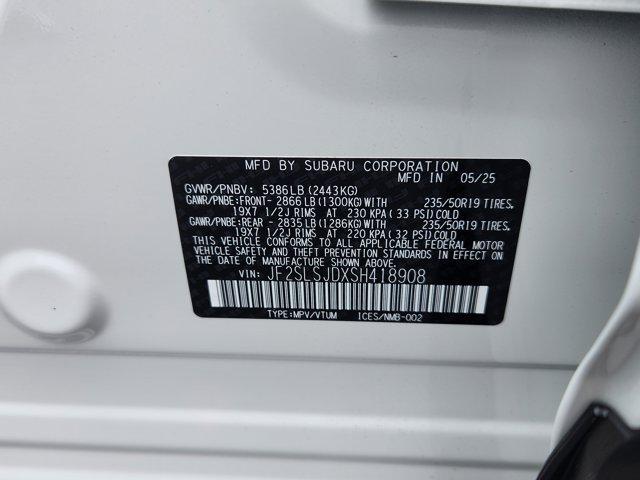 MFD BY SUBARU CORPORATION
MFD IN 05/25
GVWR/PNBV: 5386LB (2443KG)
GAWR/PNBE:FRONT- 2866LB (1300KG) WITH 235/50R19 TIRES.
19X7 1/2J RIMS AT 230 KPA (33 PSI) COLD
GAWR/PNBE:REAR - 2835LB (1286KG) WITH 235/50R19 TIRES.
19X7 1/2J RIMS AT 220 KPA (32 PSI) COLD
THIS VEHICLE CONFORMS TO ALL APPLICABLE FEDERAL MOTOR
VEHICLE SAFETY AND THEFT PREVENTION STANDARDS IN EFFECT ON
THE DATE OF MANUFACTURE SHOWN ABOVE.
VIN: JF2SLSJDXSH418908
TYPE:MPV/VTUM ICES/NMB-002